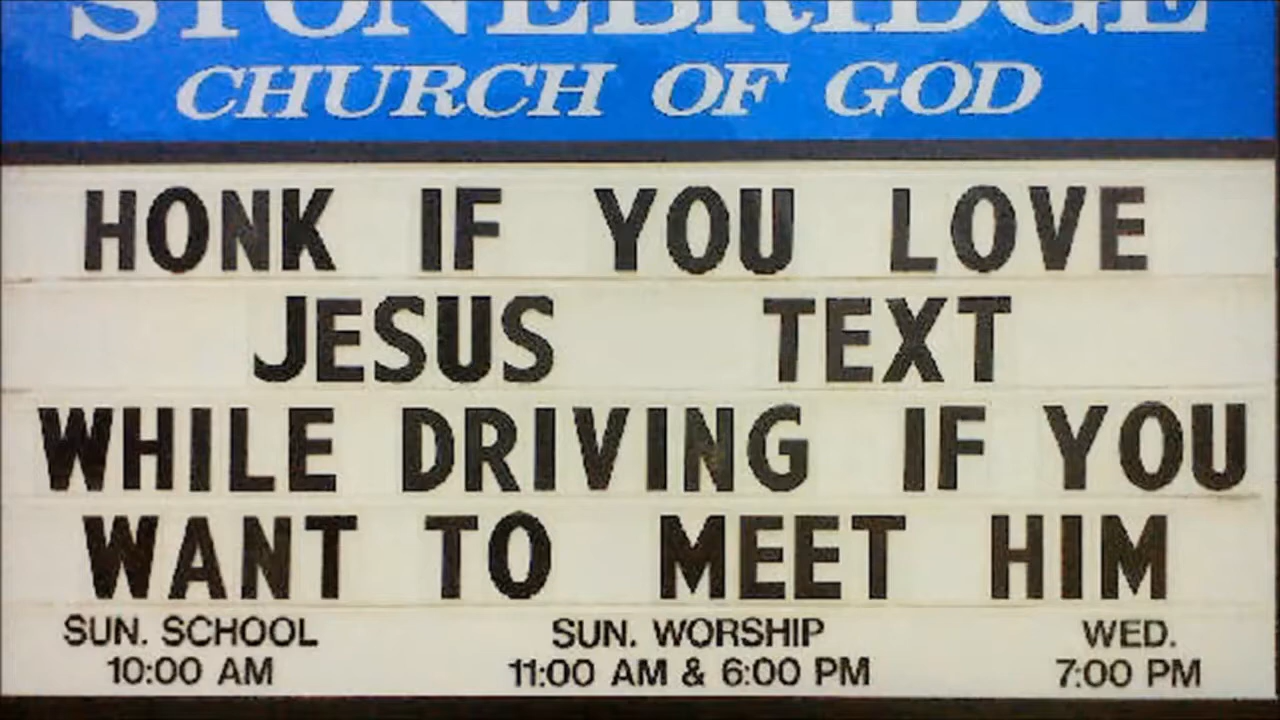 STONEBRIDGE
CHURCH OF GOD
HONK IF YOU LOVE
JESUS TEXT
WHILE DRIVING IF YOU
WANT TO MEET HIM
SUN. SCHOOL SUN. WORSHIP WED.
10:00 AM 11:00 AM & 6:00 PM 7:00 PM